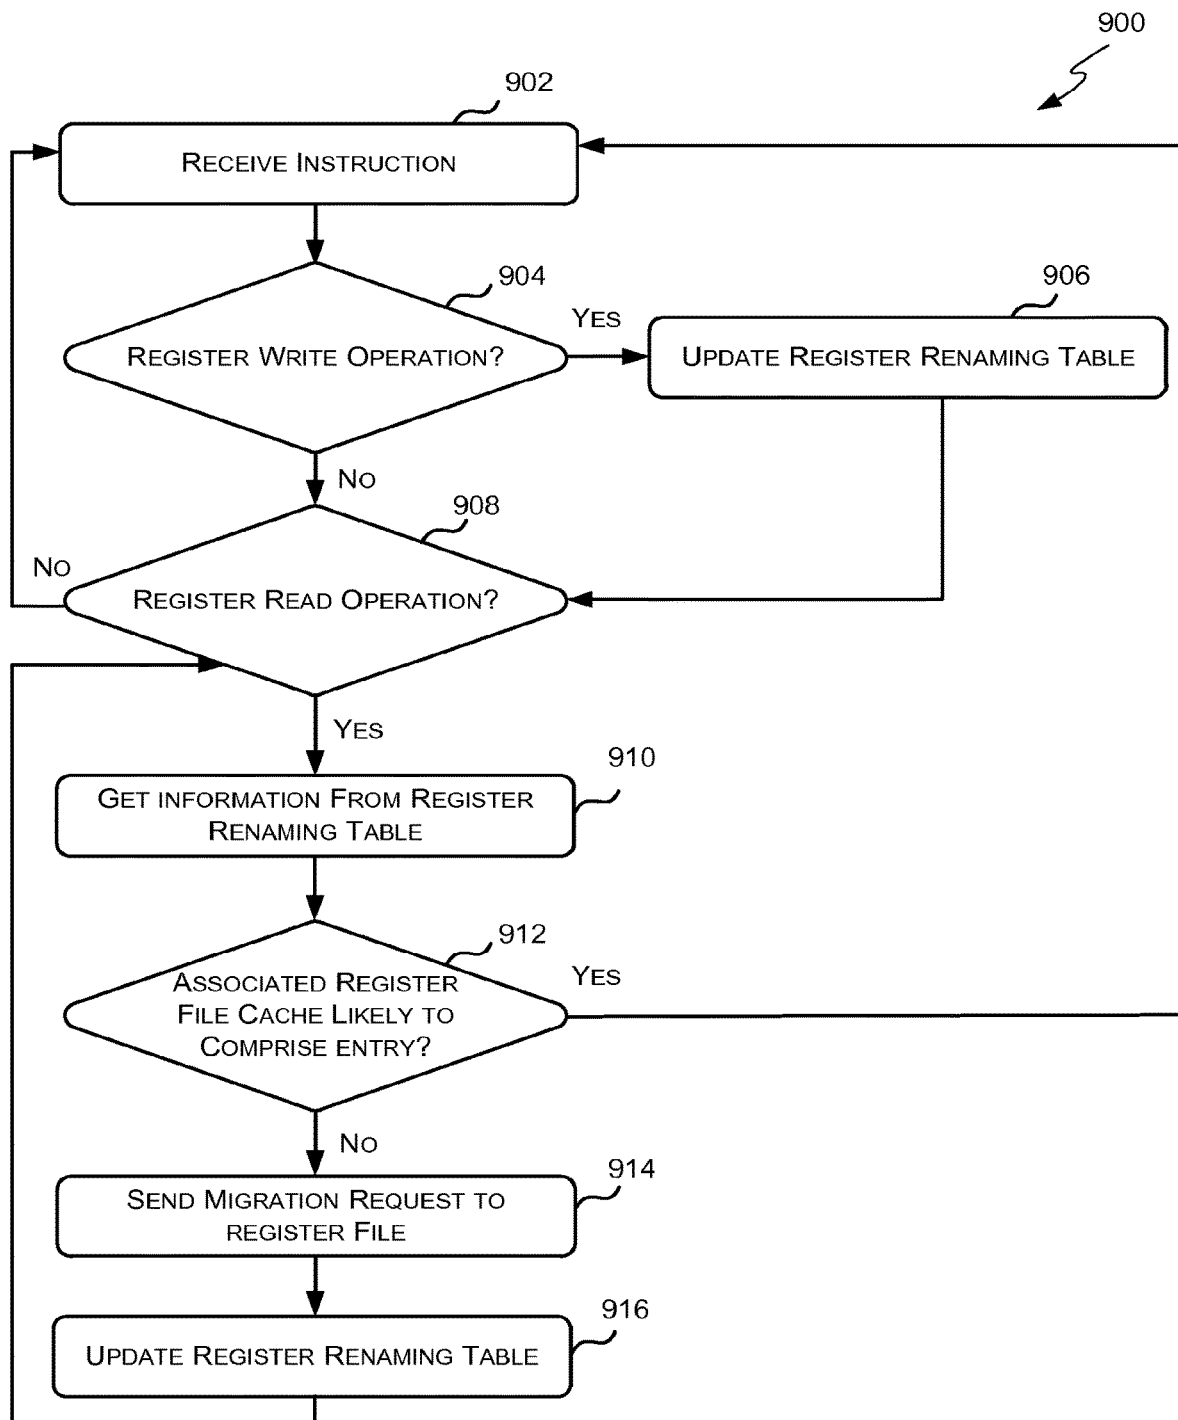 900
902
RECEIVE INSTRUCTION
904
906
YES
REGISTER WRITE OPERATION?
UPDATE REGISTER RENAMING TABLE
NO
908
NO
REGISTER READ OPERATION?
YES
910
GET INFORMATION FROM REGISTER
RENAMING TABLE
912
YES
ASSOCIATED REGISTER
FILE CACHE LIKELY TO
COMPRISE ENTRY?
NO
914
SEND MIGRATION REQUEST TO
REGISTER FILE
916
UPDATE REGISTER RENAMING TABLE